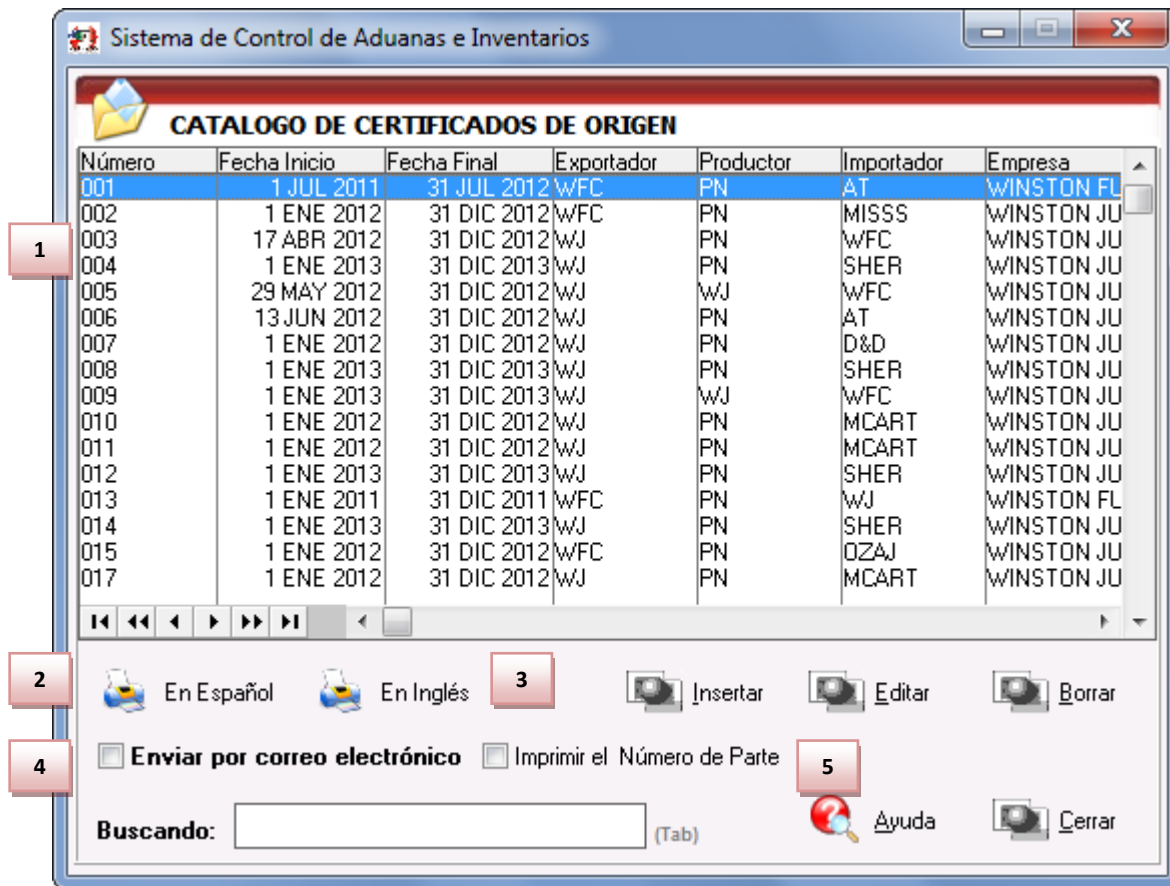 Sistema de Control de Aduanas e Inventarios
CATALOGO DE CERTIFICADOS DE ORIGEN
Número Fecha Inicio Fecha Final Exportador Productor Importador Empresa
001 1 JUL 2011 31 JUL 2012 WFC PN AT WINSTON FL
002 1 ENE 2012 31 DIC 2012 WFC PN MISSS WINSTON JU
1
003 17 ABR 2012 31 DIC 2012 WJ PN WFC WINSTON JU
004 1 ENE 2013 31 DIC 2013 WJ PN SHER WINSTON JU
005 29 MAY 2012 31 DIC 2012 WJ WJ WFC WINSTON JU
006 13 JUN 2012 31 DIC 2012 WJ PN AT WINSTON JU
007 1 ENE 2012 31 DIC 2012 WJ PN D&D WINSTON JU
008 1 ENE 2013 31 DIC 2013 WJ PN SHER WINSTON JU
009 1 ENE 2012 31 DIC 2012 WJ WJ WFC WINSTON JU
010 1 ENE 2012 31 DIC 2012 WJ PN MCART WINSTON JU
011 1 ENE 2012 31 DIC 2012 WJ PN MCART WINSTON JU
012 1 ENE 2013 31 DIC 2013 WJ PN SHER WINSTON JU
013 1 ENE 2011 31 DIC 2011 WFC PN WJ WINSTON FL
014 1 ENE 2013 31 DIC 2013 WJ PN SHER WINSTON JU
015 1 ENE 2012 31 DIC 2012 WFC PN OZAJ WINSTON JU
017 1 ENE 2012 31 DIC 2012 WJ PN MCART WINSTON JU
2 En Español En Inglés 3 Insertar Editar Borrar
4 Enviar por correo electrónico Imprimir el Número de Parte 5
Buscando: (Tab) Ayuda Cerrar